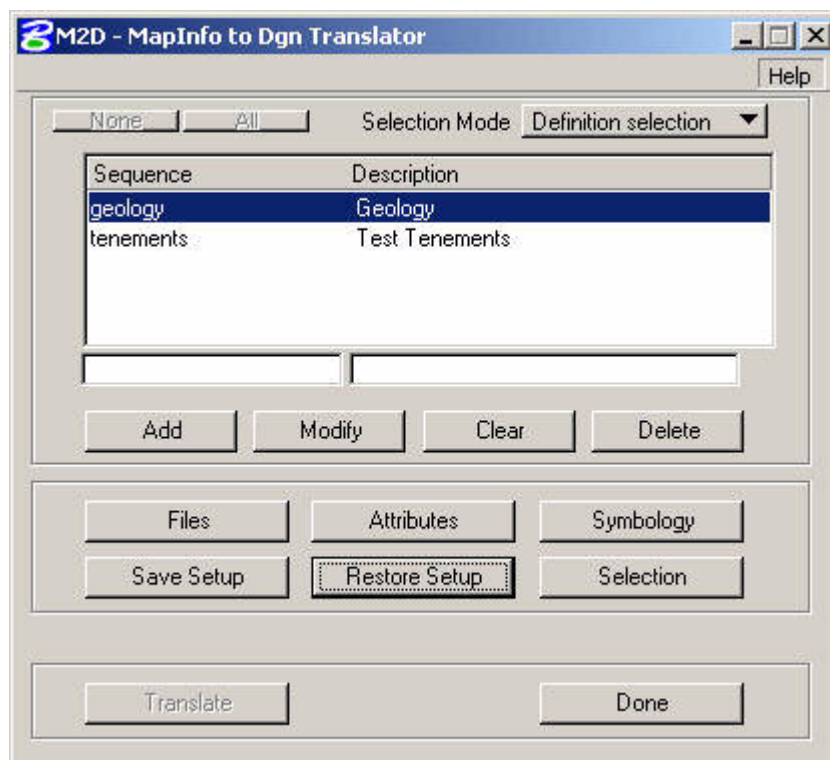 M2D - MapInfo to Dgn Translator
Help
None All Selection Mode Definition selection
Sequence Description
geology Geology
tenements Test Tenements
Add Modify Clear Delete
Files Attributes Symbology
Save Setup Restore Setup Selection
Translate Done